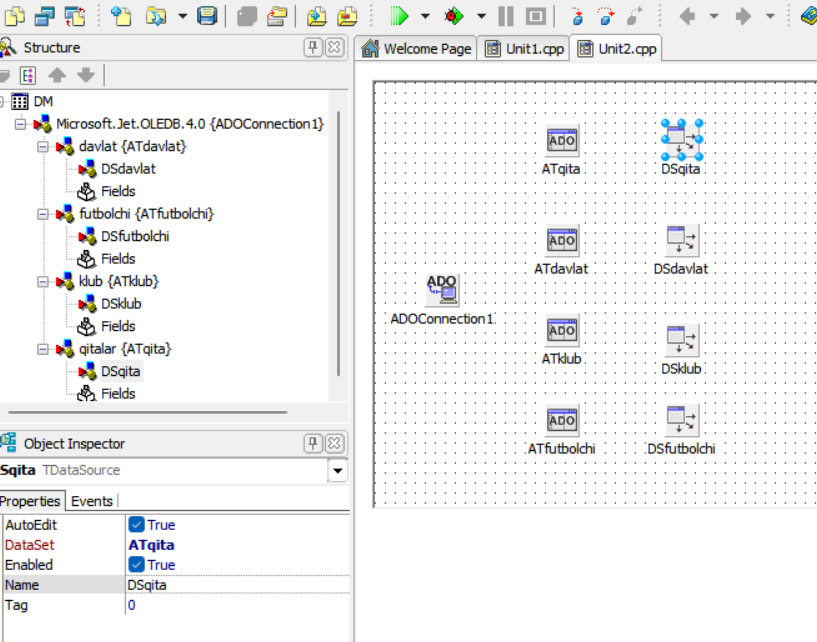 Structure
Welcome Page
Unit1.cpp
Unit2.cpp
DM
Microsoft.Jet.OLEDB.4.0 {ADOConnection1}
davlat {ATdavlat}
DSdavlat
Fields
futbolchi {ATfutbolchi}
DSfutbolchi
Fields
klub {ATklub}
DSklub
Fields
qitalar {ATqita}
DSqita
Fields
Object Inspector
Sqita TDataSource
Properties
Events
AutoEdit
True
DataSet
ATqita
Enabled
True
Name
DSqita
Tag
0
ADO
ATqita
DSqita
ADO
ATdavlat
DSdavlat
ADO
ADOConnection1
ADO
ATklub
DSklub
ADO
ATfutbolchi
DSfutbolchi